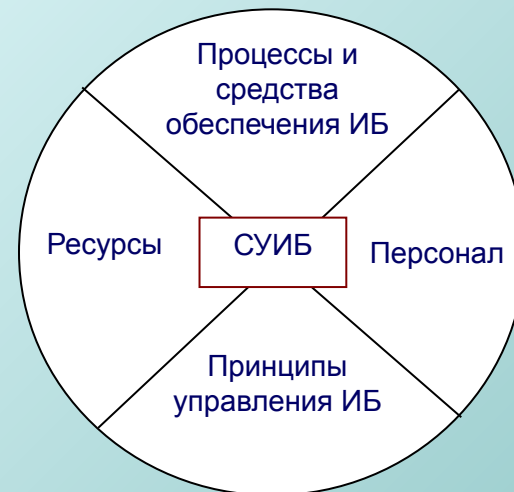 Процессы и
средства
обеспечения ИБ
Ресурсы
СУИБ
Персонал
Принципы
управления ИБ